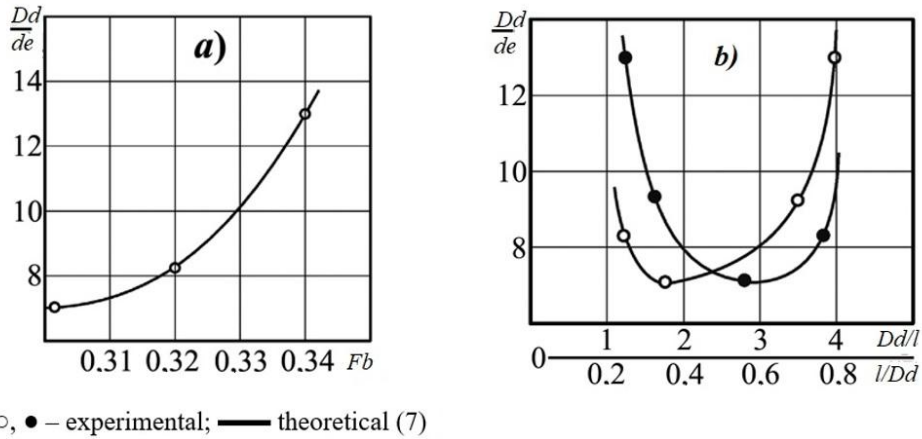 Dd
de
a)
14
12
10
8
0.31 0.32 0.33 0.34 Fb
Dd
de
b)
12
10
8
1 2 3 4 Dd/l
0
0.2 0.4 0.6 0.8 l/Dd
○, ● – experimental; — theoretical (7)